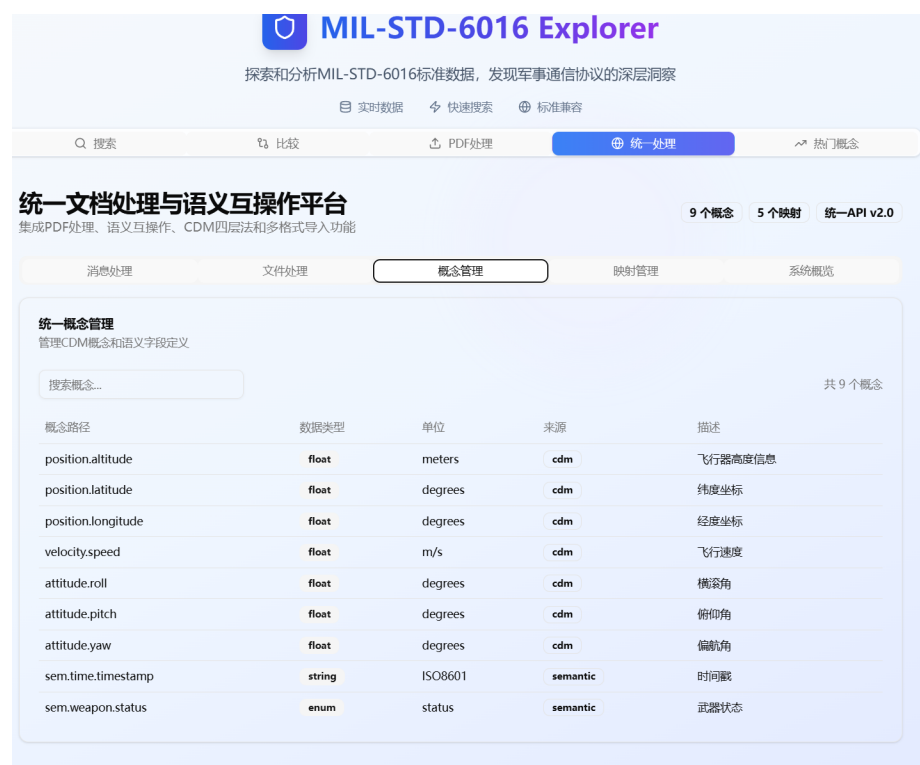 MIL-STD-6016 Explorer
探索和分析MIL-STD-6016标准数据，发现军事通信协议的深层洞察
实时数据 快速搜索 标准兼容
搜索 比较 PDF处理 统一处理 热门概念
统一文档处理与语义互操作平台
集成PDF处理、语义互操作、CDM四层法和多格式导入功能
9 个概念 5 个映射 统一API v2.0
消息处理 文件处理 概念管理 映射管理 系统概览
统一概念管理
管理CDM概念和语义字段定义
搜索概念...
共 9 个概念
概念路径 数据类型 单位 来源 描述
position.altitude float meters cdm 飞行器高度信息
position.latitude float degrees cdm 纬度坐标
position.longitude float degrees cdm 经度坐标
velocity.speed float m/s cdm 飞行速度
attitude.roll float degrees cdm 横滚角
attitude.pitch float degrees cdm 俯仰角
attitude.yaw float degrees cdm 偏航角
sem.time.timestamp string ISO8601 semantic 时间戳
sem.weapon.status enum status semantic 武器状态